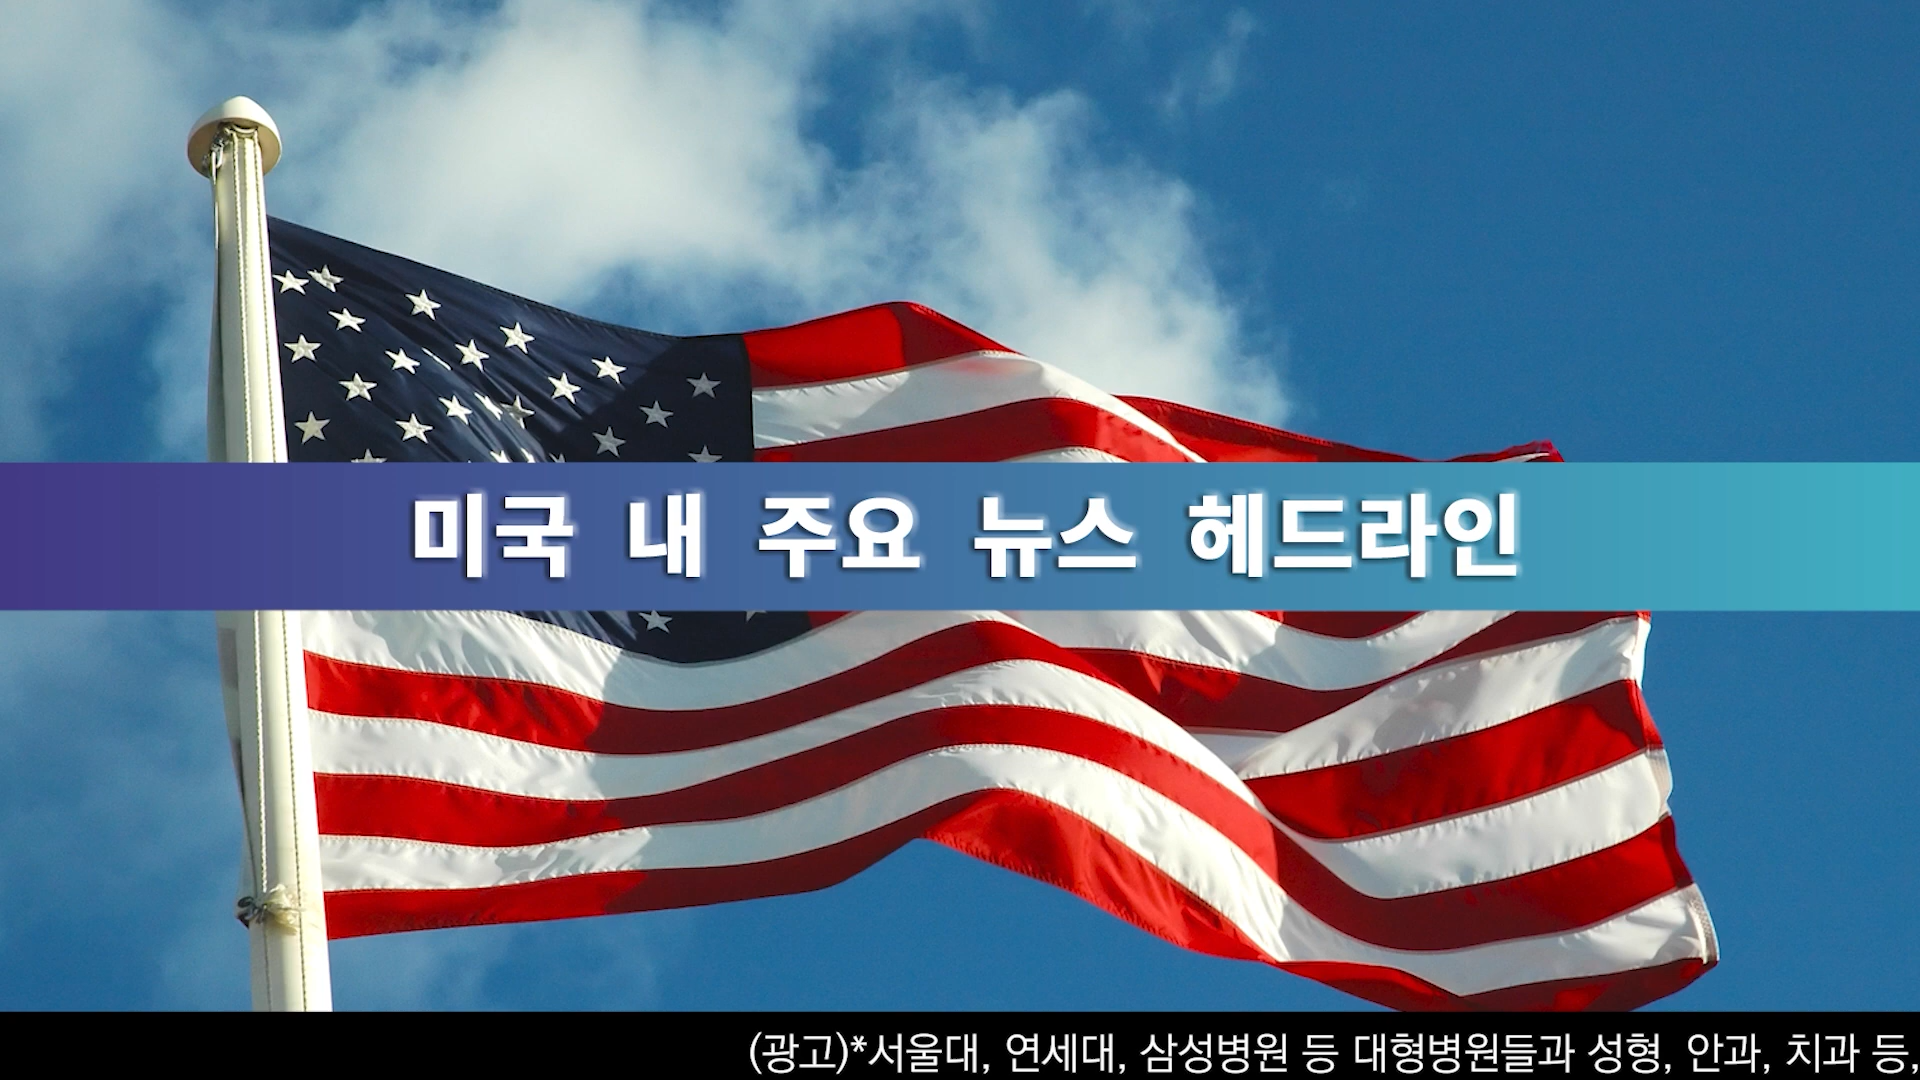 미국 내 주요 뉴스 헤드라인
(광고)*서울대, 연세대, 삼성병원 등 대형병원들과 성형, 안과, 치과 등,